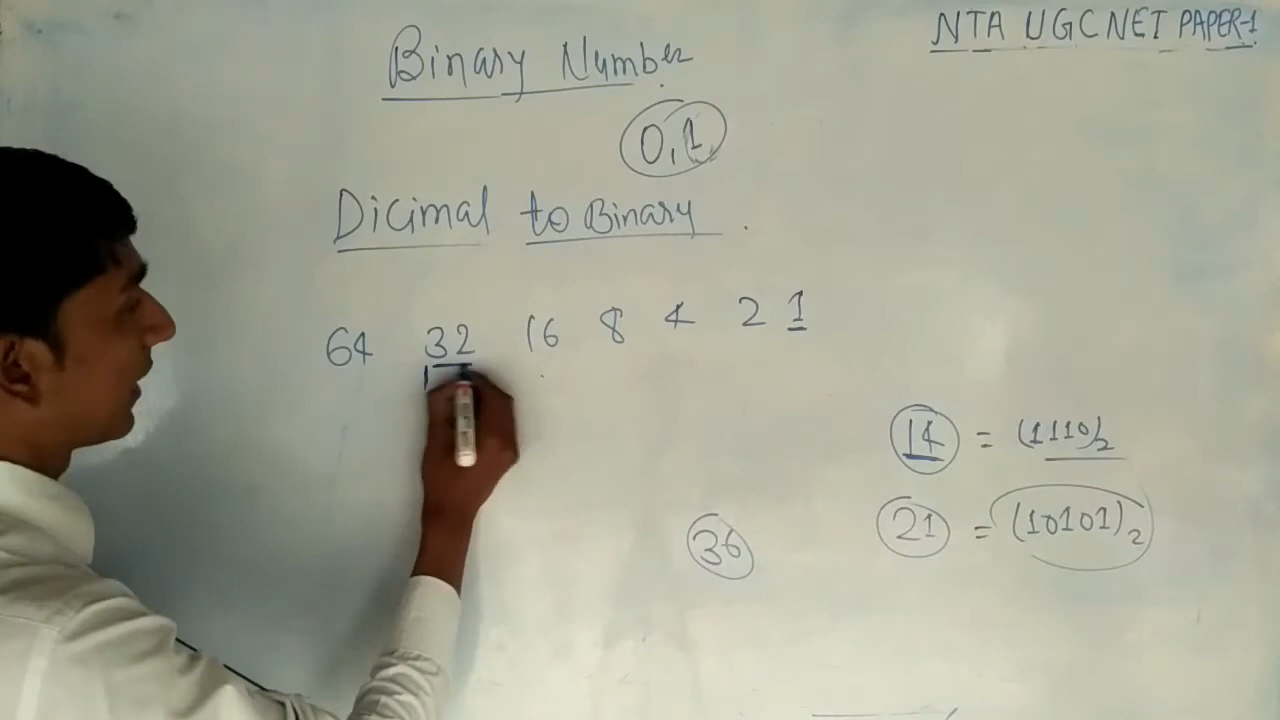 NTA UGC NET PAPER-1
Binary Number
0,1
Dicimal to Binary.
64 32 16 8 4 2 1
1
14 = (1110)2
21 = (10101)2
36